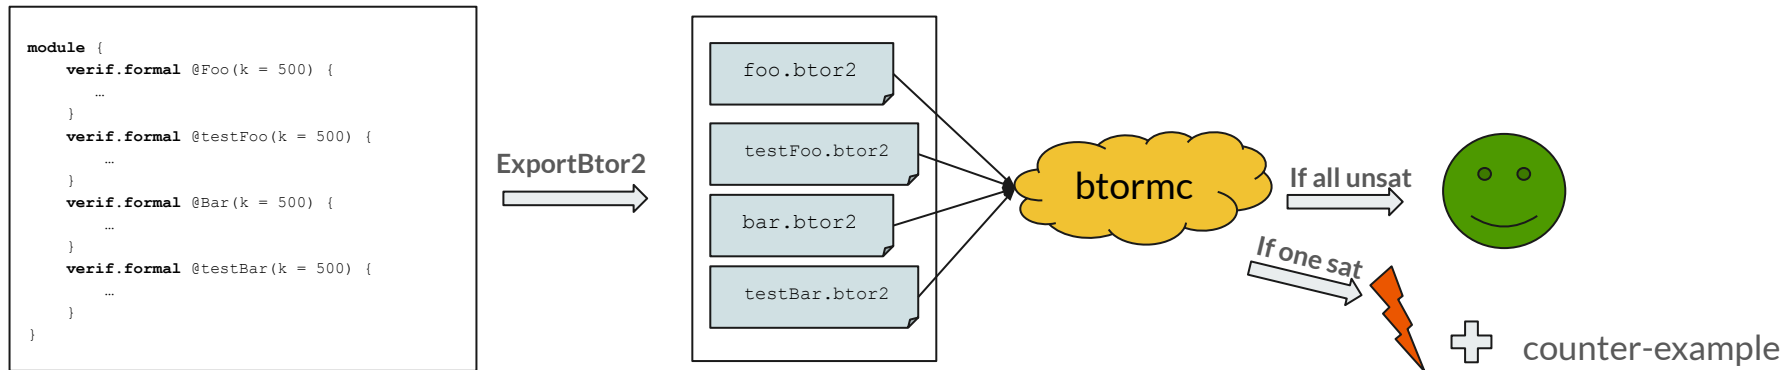 module {
verif.formal @Foo(k = 500) {
…
}
verif.formal @testFoo(k = 500) {
…
}
verif.formal @Bar(k = 500) {
…
}
verif.formal @testBar(k = 500) {
…
}
}
ExportBtor2
foo.btor2
testFoo.btor2
bar.btor2
testBar.btor2
btormc
If all unsat
If one sat
counter-example